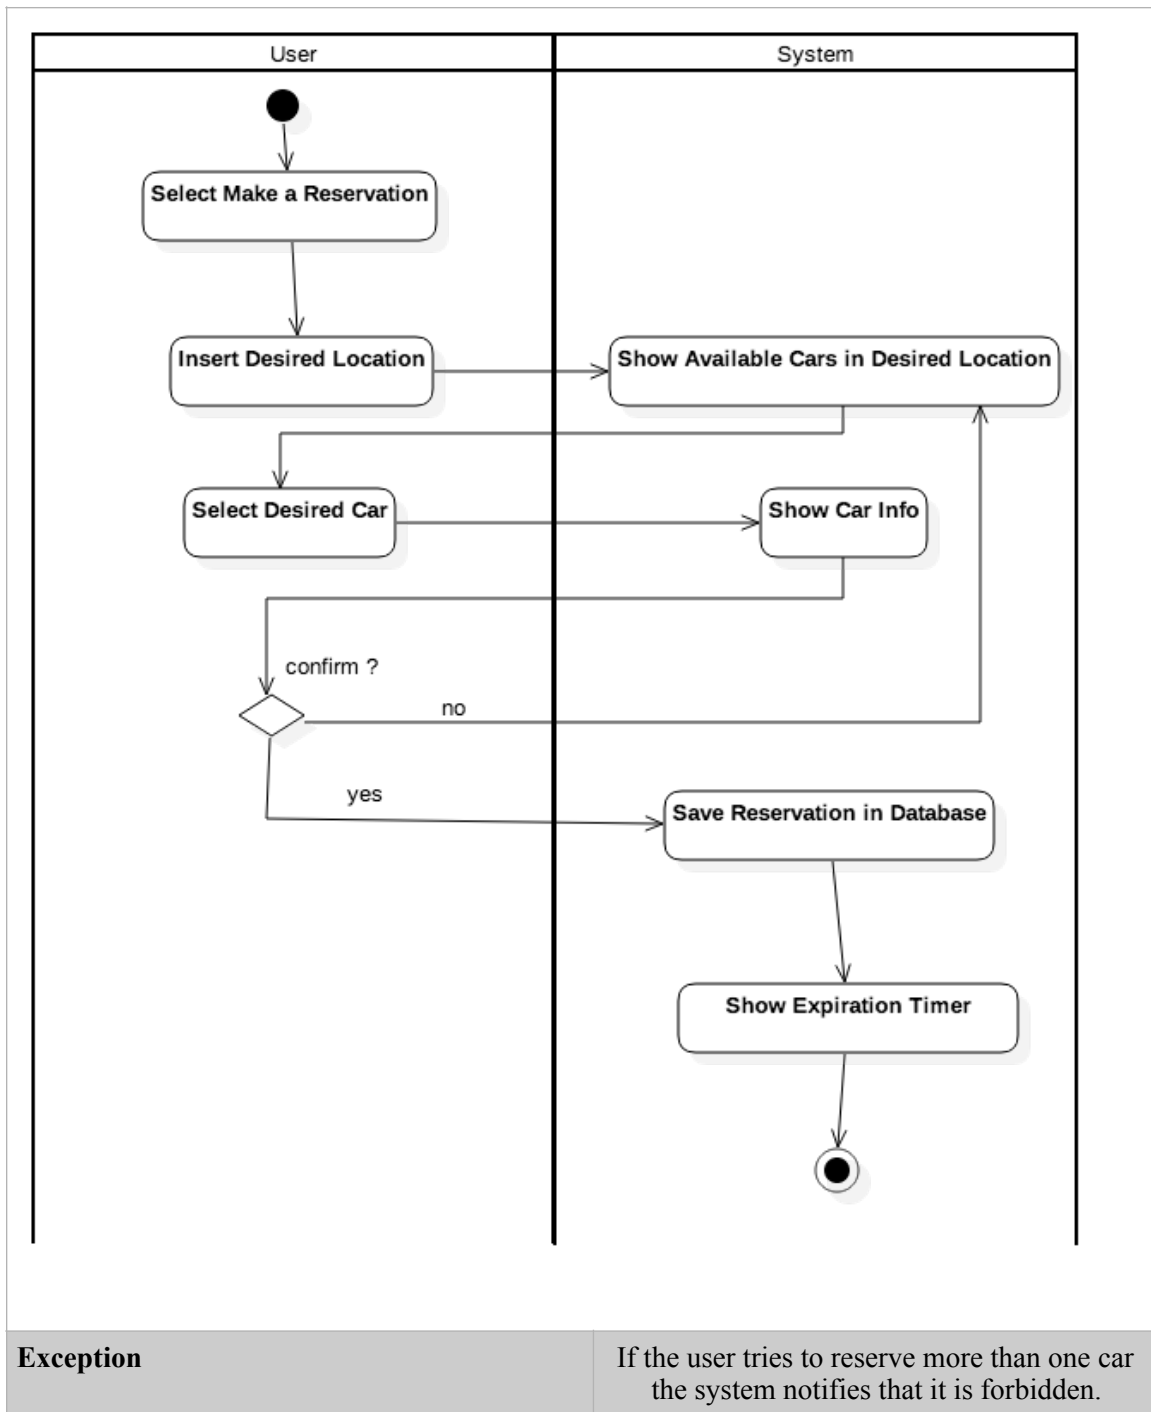 User
System
Select Make a Reservation
Insert Desired Location
Show Available Cars in Desired Location
Select Desired Car
Show Car Info
confirm ?
no
yes
Save Reservation in Database
Show Expiration Timer
Exception
If the user tries to reserve more than one car
the system notifies that it is forbidden.